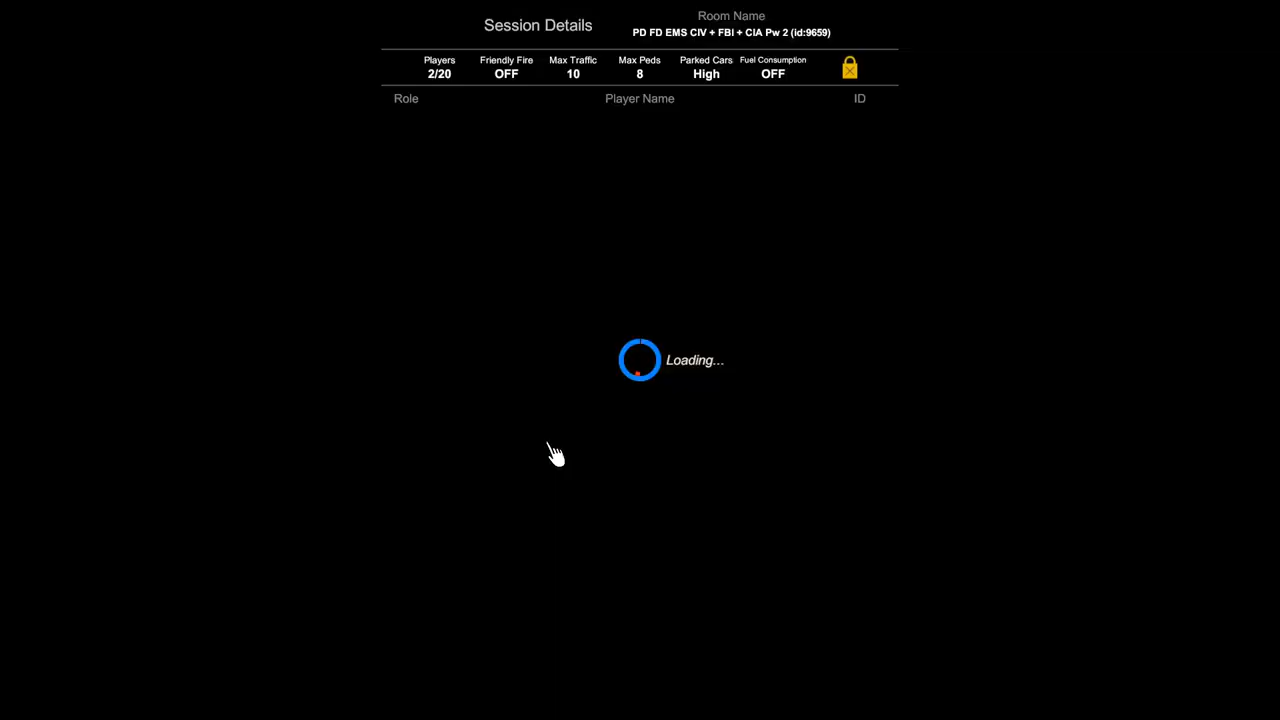 Session Details
Room Name
PD FD EMS CIV + FBI + CIA Pw 2 (id:9659)
Players Friendly Fire Max Traffic Max Peds Parked Cars Fuel Consumption
2/20 OFF 10 8 High OFF
Role Player Name ID
Loading...